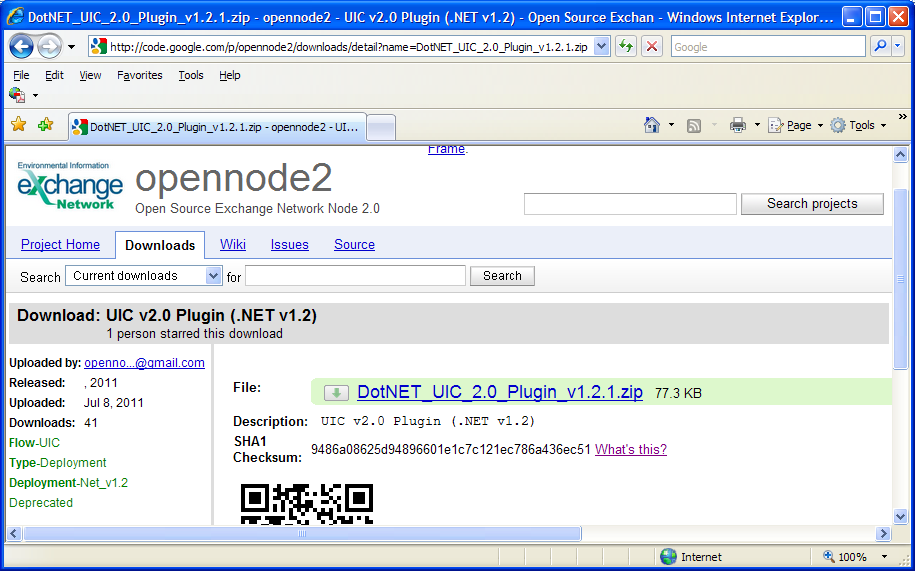 DotNET_UIC_2.0_Plugin_v1.2.1.zip - opennode2 - UIC v2.0 Plugin (.NET v1.2) - Open Source Exchan - Windows Internet Explor...
http://code.google.com/p/opennode2/downloads/detail?name=DotNET_UIC_2.0_Plugin_v1.2.1.zip
Google
File Edit View Favorites Tools Help
DotNET_UIC_2.0_Plugin_v1.2.1.zip - opennode2 - UI...
Page Tools
Frame.
Environmental Information
eXchange
Network
opennode2
Open Source Exchange Network Node 2.0
Search projects
Project Home Downloads Wiki Issues Source
Search Current downloads for Search
Download: UIC v2.0 Plugin (.NET v1.2)
1 person starred this download
Uploaded by: openno...@gmail.com
Released: , 2011
Uploaded: Jul 8, 2011
Downloads: 41
Flow-UIC
Type-Deployment
Deployment-Net_v1.2
Deprecated
File: DotNET_UIC_2.0_Plugin_v1.2.1.zip 77.3 KB
Description: UIC v2.0 Plugin (.NET v1.2)
SHA1
Checksum: 9486a08625d94896601e1c7c121ec786a436ec51 What's this?
Internet 100%